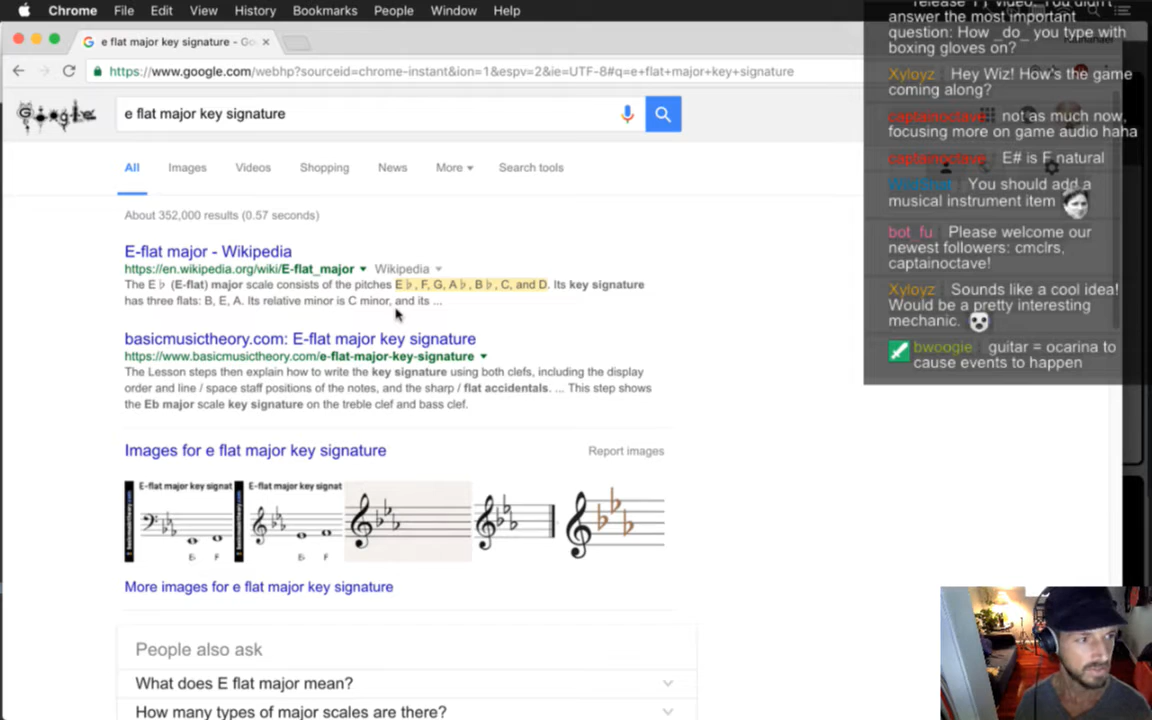 Chrome File Edit View History Bookmarks People Window Help
e flat major key signature - Go
https://www.google.com/webhp?sourceid=chrome-instant&ion=1&espv=2&ie=UTF-8#q=e+flat+major+key+signature
Google
e flat major key signature
All Images Videos Shopping News More Search tools
About 352,000 results (0.57 seconds)
E-flat major - Wikipedia
https://en.wikipedia.org/wiki/E-flat_major Wikipedia
The E♭ (E-flat) major scale consists of the pitches E♭, F, G, A♭, B♭, C, and D. Its key signature
has three flats: B, E, A. Its relative minor is C minor, and its ...
basicmusictheory.com: E-flat major key signature
https://www.basicmusictheory.com/e-flat-major-key-signature
The Lesson steps then explain how to write the key signature using both clefs, including the display
order and line / space staff positions of the notes, and the sharp / flat accidentals. ... This step shows
the Eb major scale key signature on the treble clef and bass clef.
Images for e flat major key signature Report images
E-flat major key signat E-flat major key signat
E♭ F E♭ F
More images for e flat major key signature
People also ask
What does E flat major mean?
How many types of major scales are there?
release 11 video. You didn't
answer the most important
question: How _do_ you type with
boxing gloves on?
Xyloyz Hey Wiz! How's the game
coming along?
captainoctave not as much now,
focusing more on game audio haha
captainoctave E# is F natural
You should add a
musical instrument item
bot_fu Please welcome our
newest followers: cmclrs,
captainoctave!
Xyloyz Sounds like a cool idea!
Would be a pretty interesting
mechanic.
bwoogie guitar = ocarina to
cause events to happen